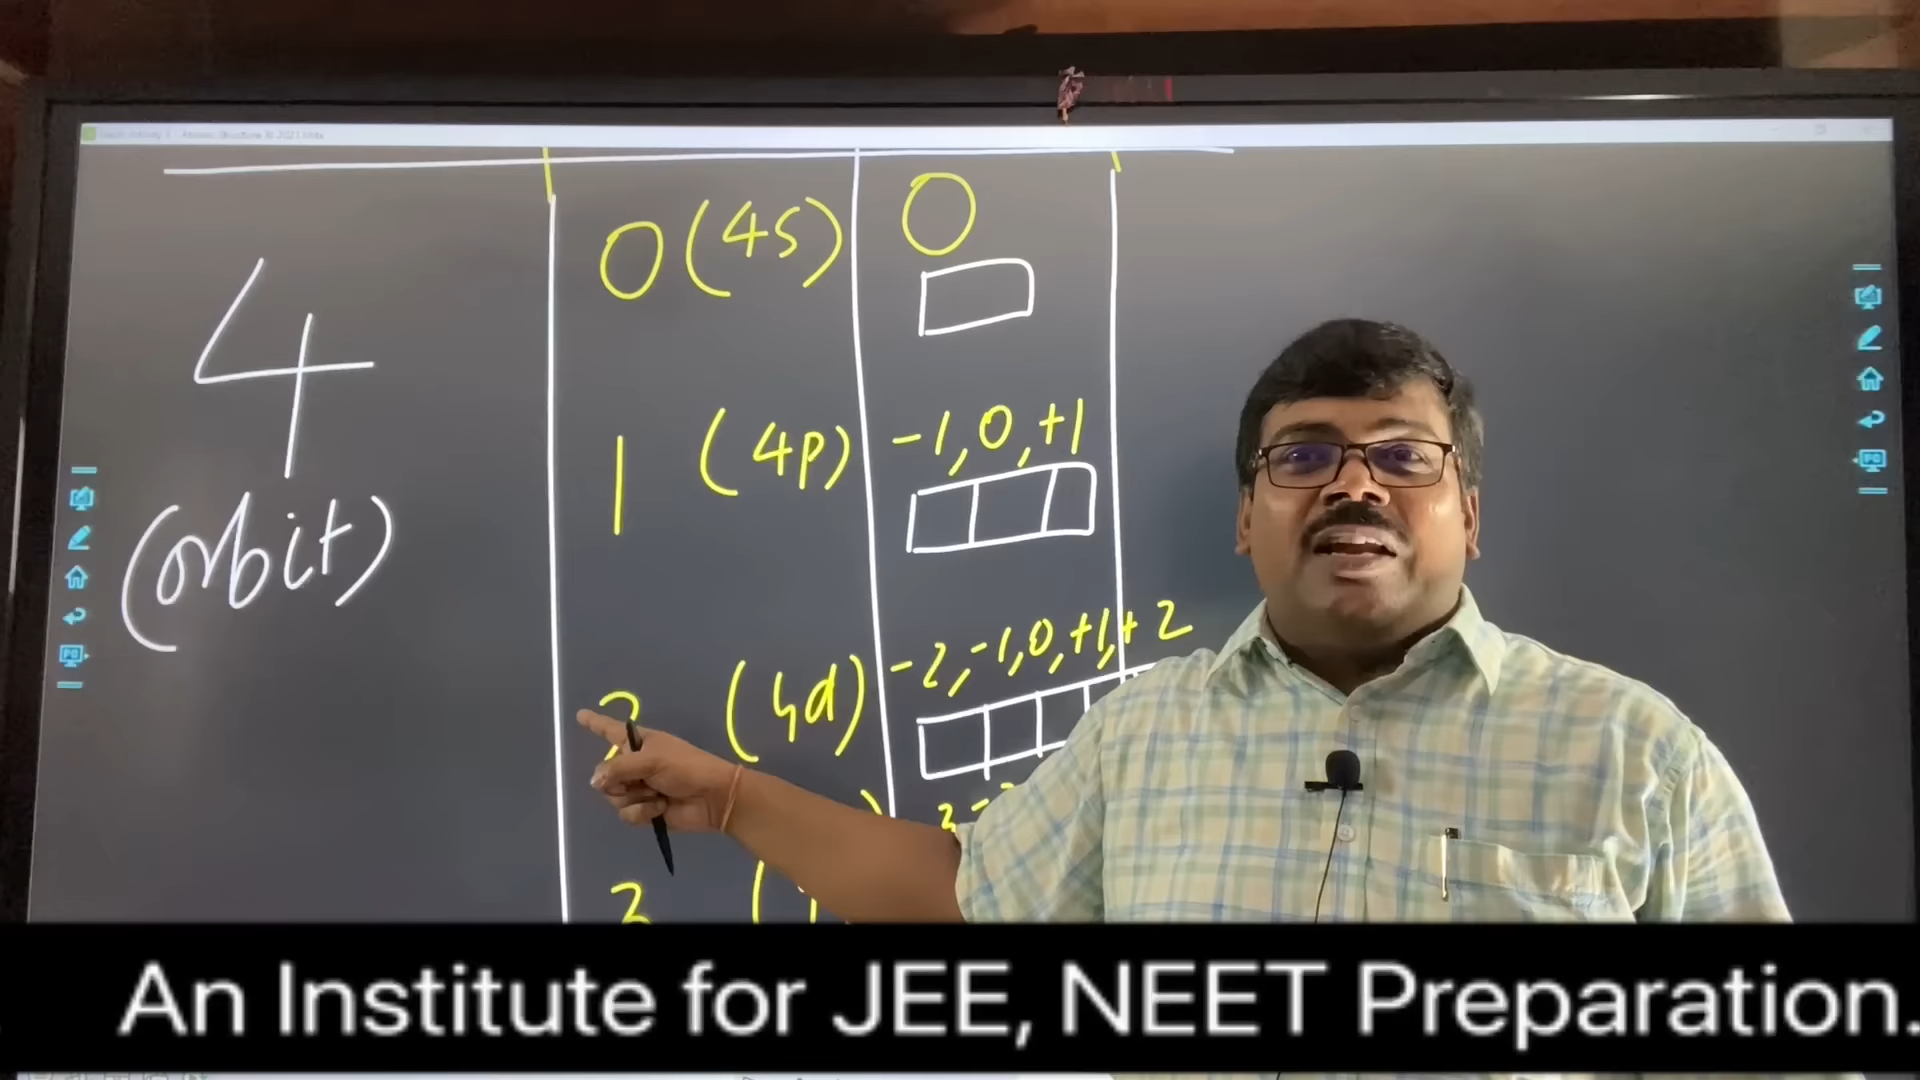 0 (4s) 0
4
1 (4p) -1, 0, +1
(orbit)
-2, -1, 0, +1, +2
2 (4d)
3
An Institute for JEE, NEET Preparation.